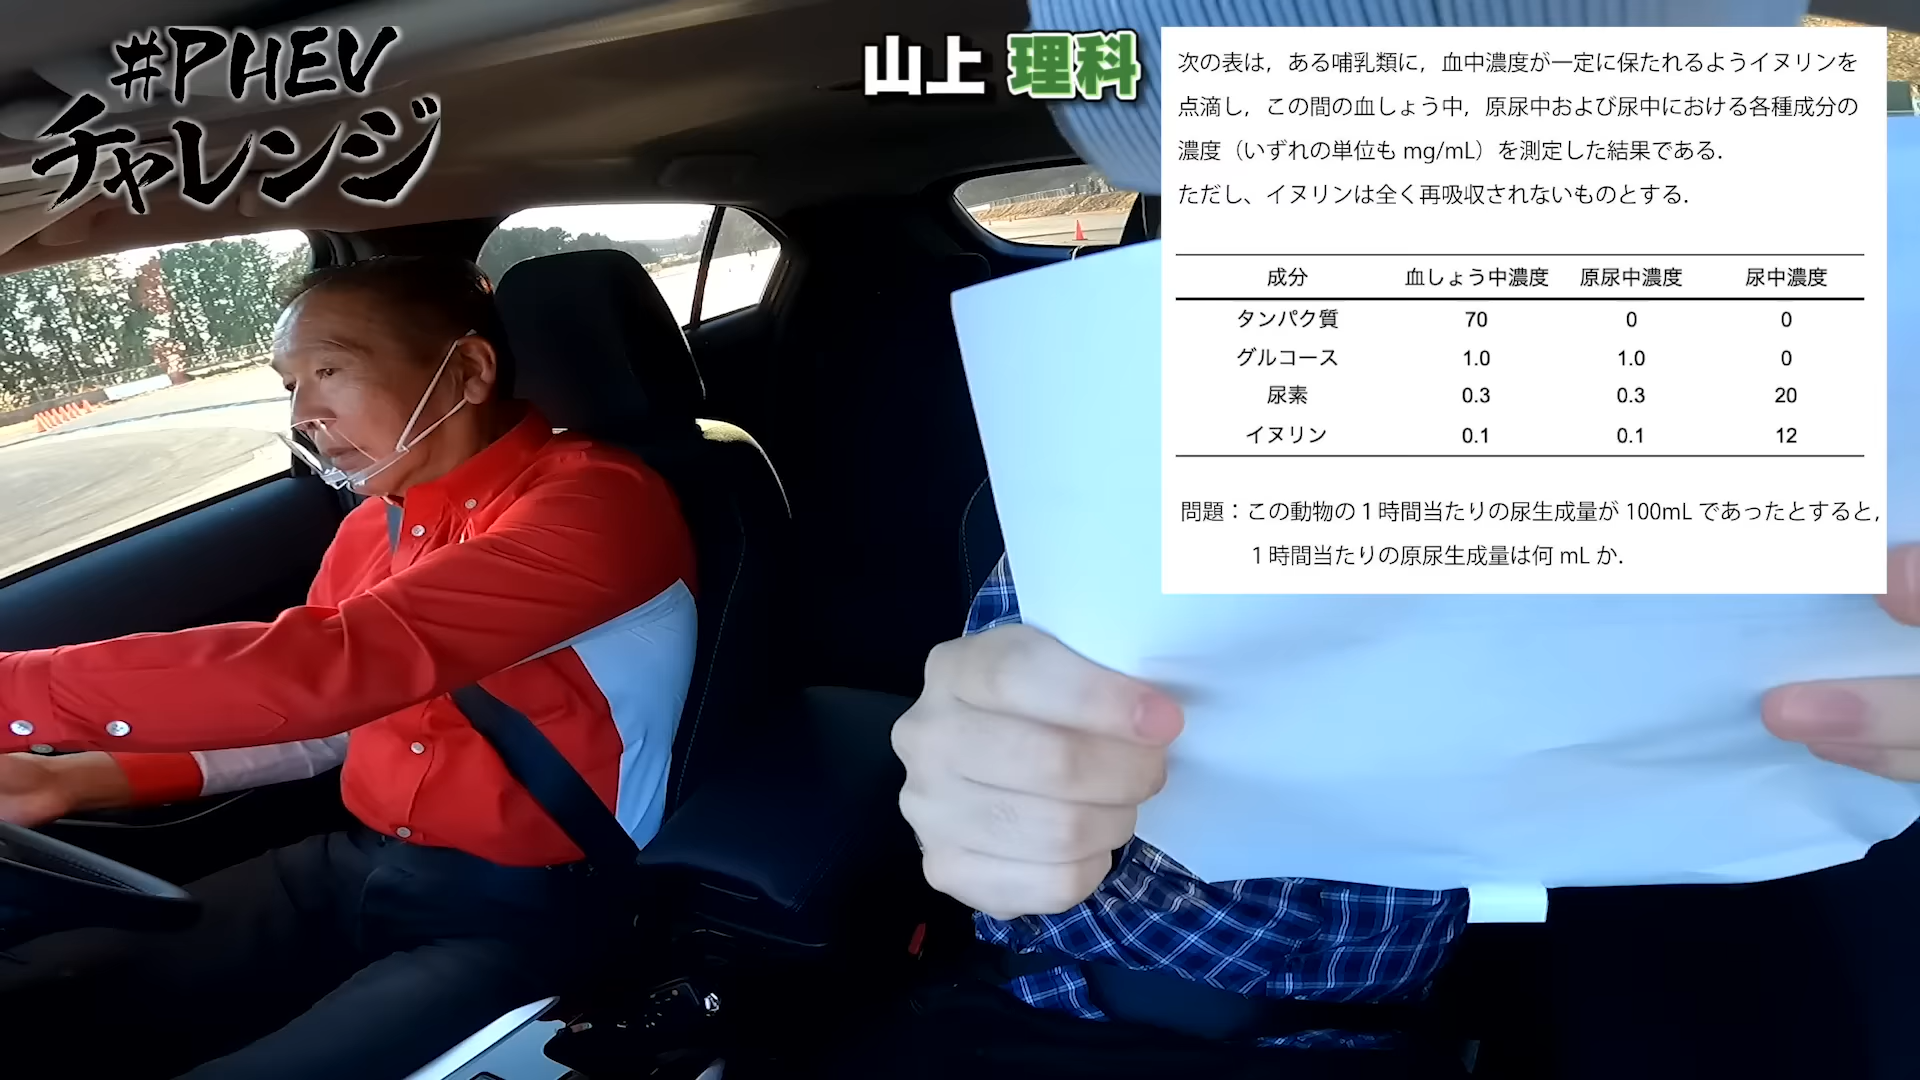 #PHEV
チャレンジ
山上 理科
次の表は，ある哺乳類に，血中濃度が一定に保たれるようイヌリンを
点滴し，この間の血しょう中，原尿中および尿中における各種成分の
濃度（いずれの単位も mg/mL）を測定した結果である．
ただし、イヌリンは全く再吸収されないものとする．
成分 血しょう中濃度 原尿中濃度 尿中濃度
タンパク質 70 0 0
グルコース 1.0 1.0 0
尿素 0.3 0.3 20
イヌリン 0.1 0.1 12
問題：この動物の１時間当たりの尿生成量が 100mL であったとすると，
１時間当たりの原尿生成量は何 mL か．